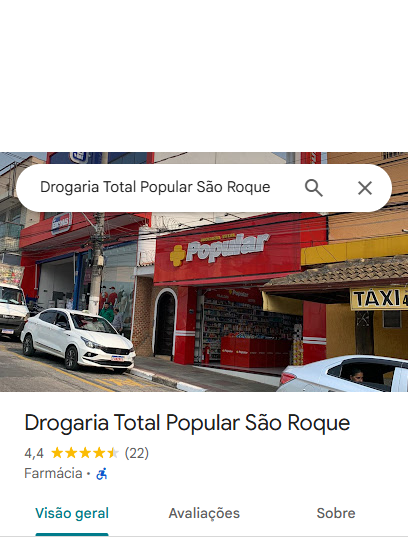 Drogaria Total Popular São Roque
Popular
TÁXI
Drogaria Total Popular São Roque
4,4 (22)
Farmácia ·
Visão geral
Avaliações
Sobre